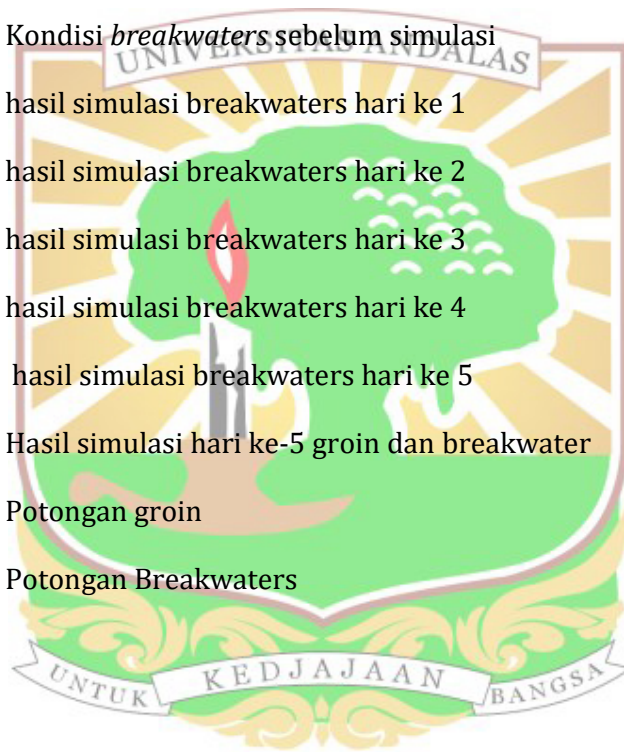 Kondisi breakwaters sebelum simulasi
UNIVERSITAS ANDALAS
hasil simulasi breakwaters hari ke 1
hasil simulasi breakwaters hari ke 2
hasil simulasi breakwaters hari ke 3
hasil simulasi breakwaters hari ke 4
hasil simulasi breakwaters hari ke 5
Hasil simulasi hari ke-5 groin dan breakwater
Potongan groin
Potongan Breakwaters
UNTUK KEDJAJAAN BANGSA